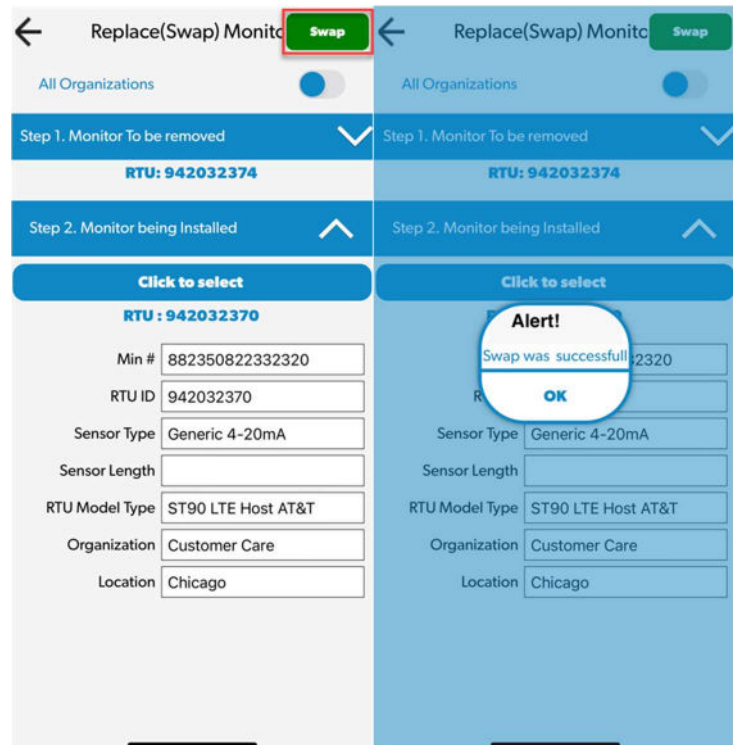 Replace(Swap) Monitc
Swap
All Organizations
Step 1. Monitor To be removed
RTU: 942032374
Step 2. Monitor being Installed
Click to select
RTU : 942032370
Min # 882350822332320
RTU ID 942032370
Sensor Type Generic 4-20mA
Sensor Length
RTU Model Type ST90 LTE Host AT&T
Organization Customer Care
Location Chicago
Replace(Swap) Monitc
Swap
All Organizations
Step 1. Monitor To be removed
RTU: 942032374
Step 2. Monitor being Installed
Click to select
Alert!
Swap was successfull
OK
Sensor Type Generic 4-20mA
Sensor Length
RTU Model Type ST90 LTE Host AT&T
Organization Customer Care
Location Chicago